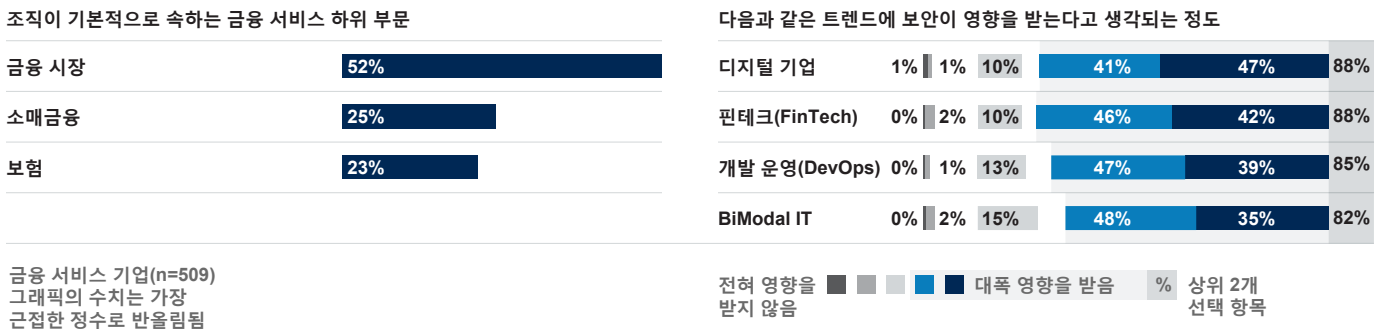 조직이 기본적으로 속하는 금융 서비스 하위 부문
금융 시장 52%
소매금융 25%
보험 23%
금융 서비스 기업(n=509)
그래픽의 수치는 가장
근접한 정수로 반올림됨
다음과 같은 트렌드에 보안이 영향을 받는다고 생각되는 정도
디지털 기업 1% 1% 10% 41% 47% 88%
핀테크(FinTech) 0% 2% 10% 46% 42% 88%
개발 운영(DevOps) 0% 1% 13% 47% 39% 85%
BiModal IT 0% 2% 15% 48% 35% 82%
전혀 영향을 대폭 영향을 받음 % 상위 2개
받지 않음 선택 항목